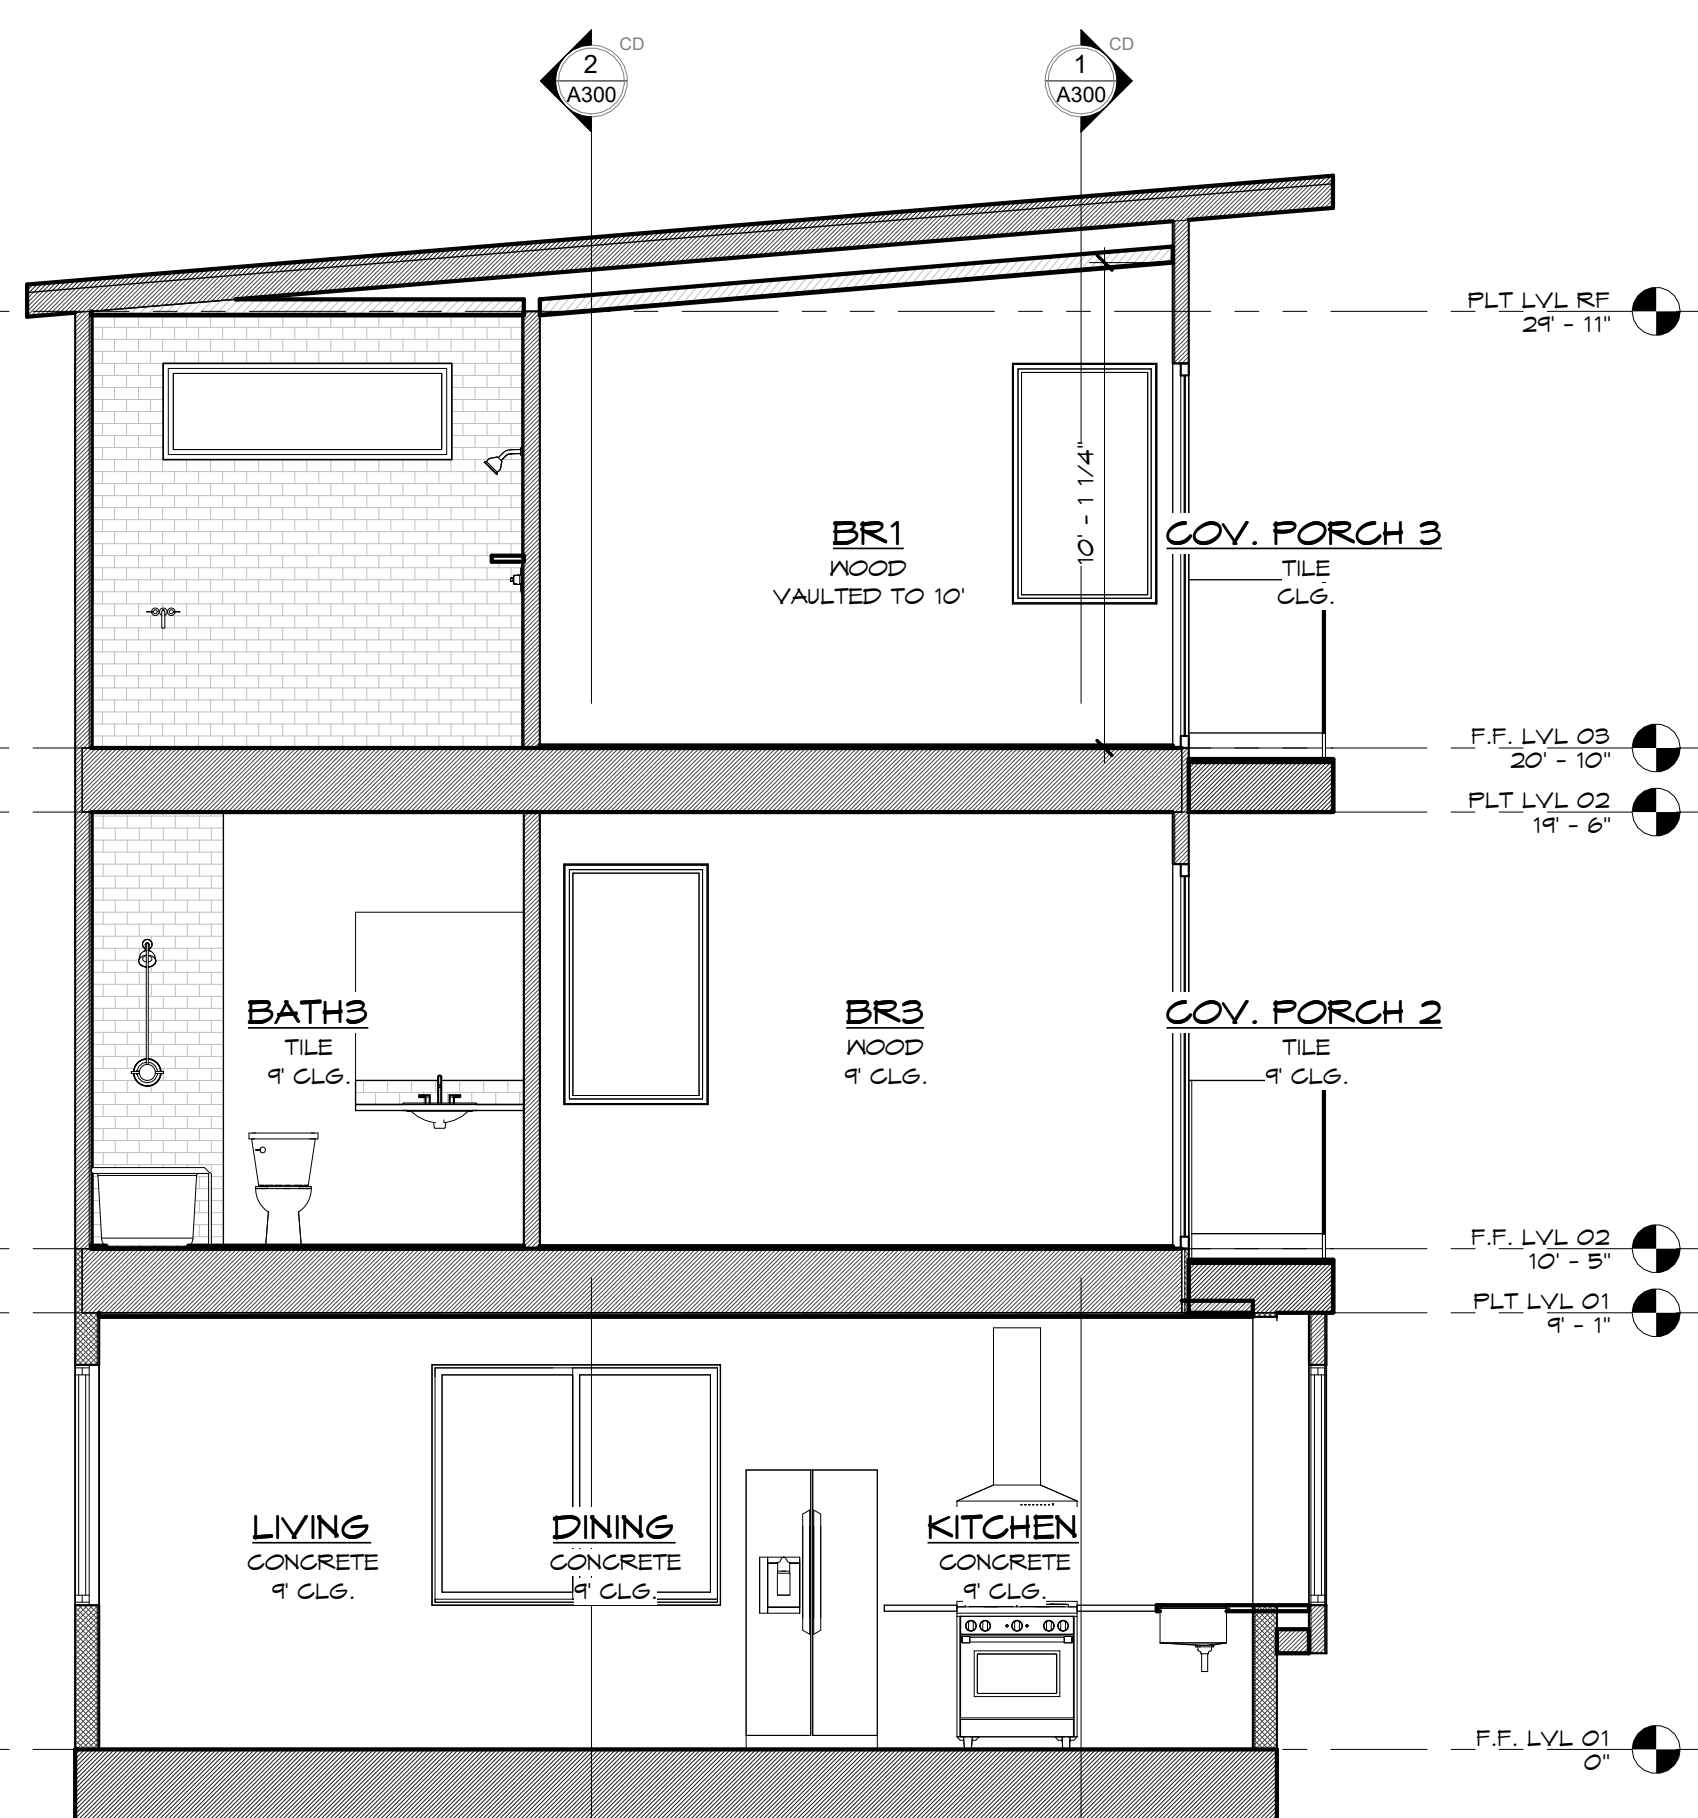 CD
2
A300
CD
1
A300
PLT LVL RF
29' - 11"
10' - 1 1/4"
BR1
WOOD
VAULTED TO 10'
COV. PORCH 3
TILE
CLG.
F.F. LVL 03
20' - 10"
PLT LVL 02
19' - 6"
BATH3
TILE
9' CLG.
BR3
WOOD
9' CLG.
COV. PORCH 2
TILE
9' CLG.
F.F. LVL 02
10' - 5"
PLT LVL 01
9' - 1"
LIVING
CONCRETE
9' CLG.
DINING
CONCRETE
9' CLG.
KITCHEN
CONCRETE
9' CLG.
F.F. LVL 01
0"